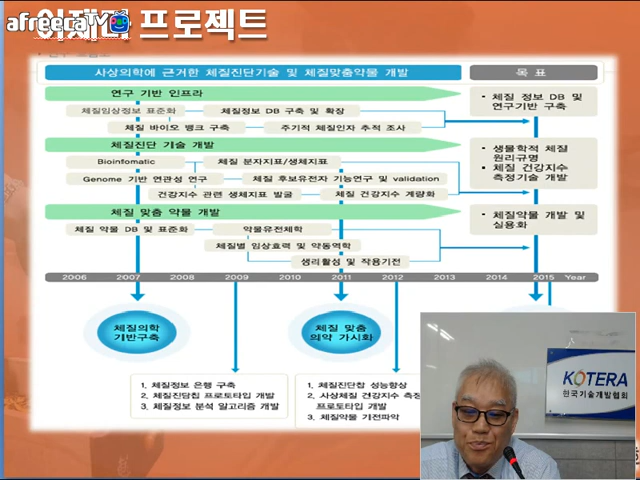 afreecaTV
이제마 프로젝트
사상의학에 근거한 체질진단기술 및 체질맞춤약물 개발
목 표
연구 기반 인프라
체질임상정보 표준화
체질정보 DB 구축 및 확장
체질 바이오 뱅크 구축
주기적 체질인자 추적 조사
• 체질 정보 DB 및
연구기반 구축
체질진단 기술 개발
Bioinfomatic
체질 분자지표/생체지표
Genome 기반 연관성 연구
체질 후보유전자 기능연구 및 validation
건강지수 관련 생체지표 발굴
체질 건강지수 계량화
• 생물학적 체질
원리규명
• 체질 건강지수
측정기술 개발
체질 맞춤 약물 개발
체질 약물 DB 및 표준화
약물유전체학
체질별 임상효력 및 약동역학
생리활성 및 작용기전
• 체질약물 개발 및
실용화
2006 2007 2008 2009 2010 2011 2012 2013 2014 2015 Year
체질의학
기반구축
체질 맞춤
의약 가시화
1. 체질정보 은행 구축
2. 체질진단칩 프로토타입 개발
3. 체질정보 분석 알고리즘 개발
1. 체질진단칩 성능향상
2. 사상체질 건강지수 측정
프로토타입 개발
3. 체질약물 기전파악
KOTERA
한국기술개발협회